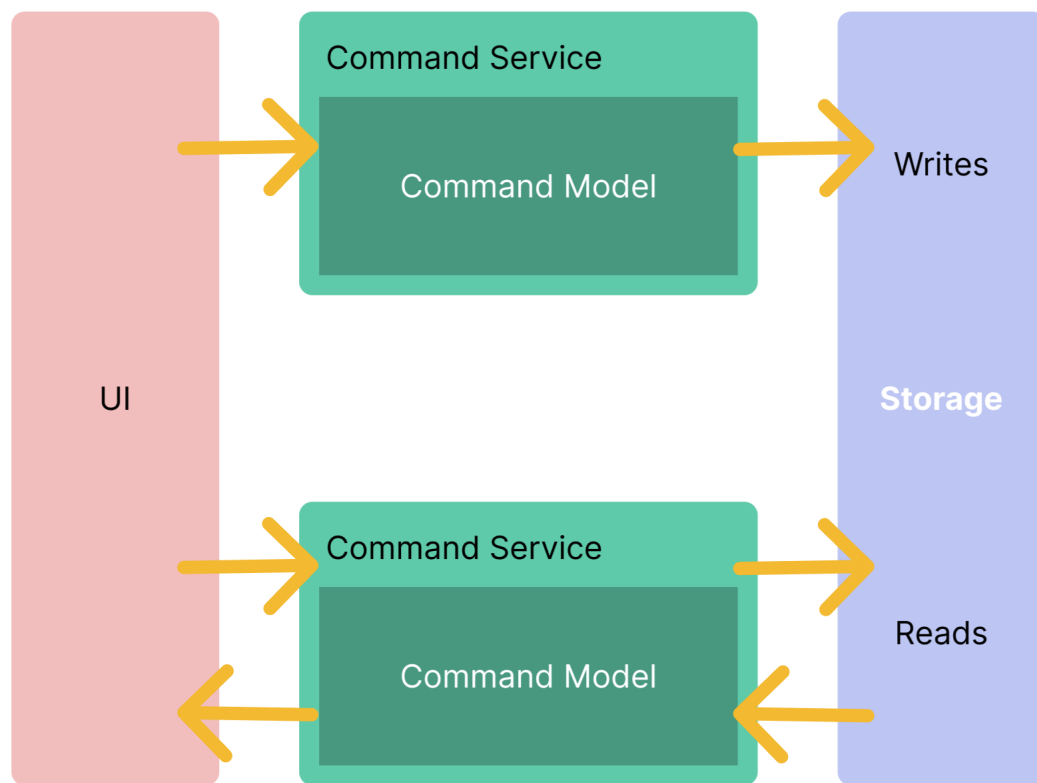 Command Service
Command Model
Writes
UI
Storage
Command Service
Reads
Command Model